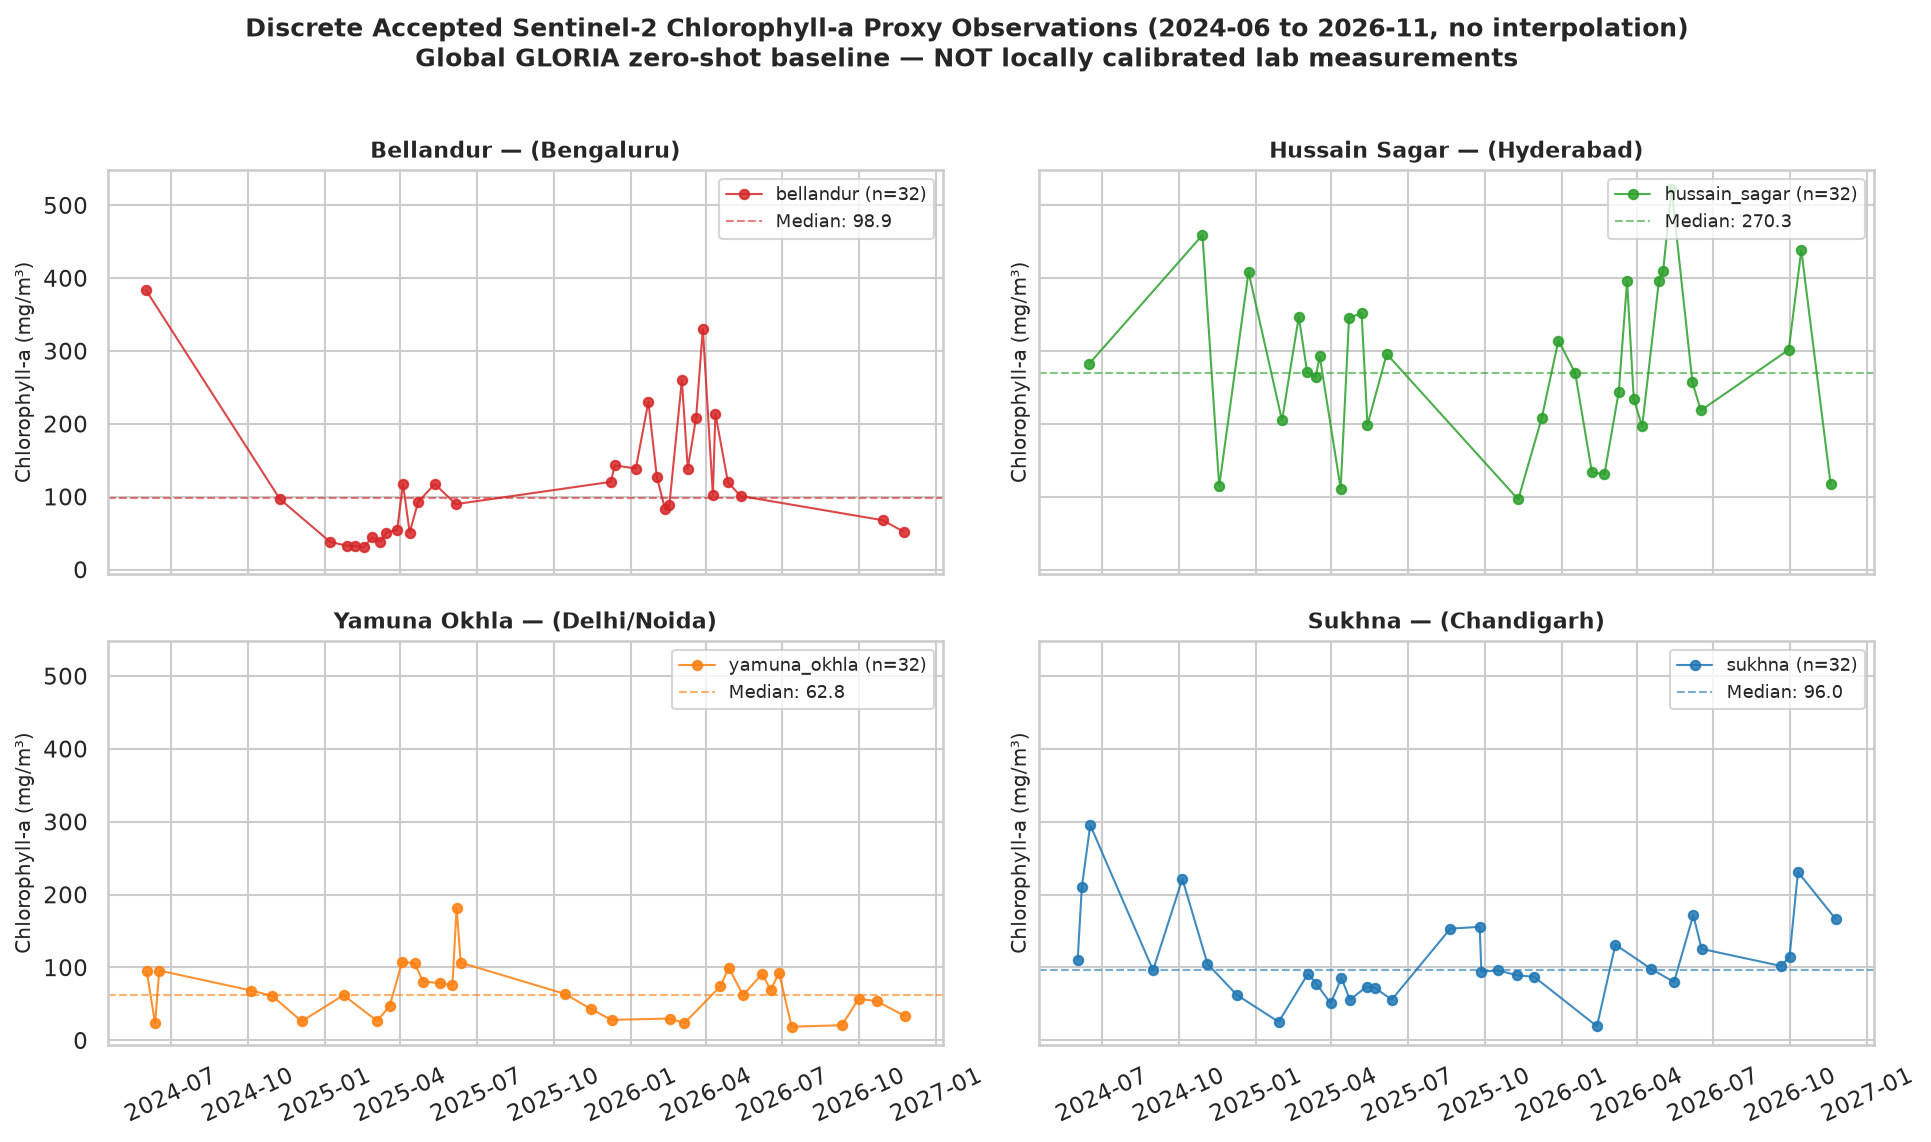 Discrete Accepted Sentinel-2 Chlorophyll-a Proxy Observations (2024-06 to 2026-11, no interpolation)
Global GLORIA zero-shot baseline — NOT locally calibrated lab measurements
Bellandur — (Bengaluru)
Chlorophyll-a (mg/m³)
500
400
300
200
100
0
bellandur (n=32)
Median: 98.9
Hussain Sagar — (Hyderabad)
Chlorophyll-a (mg/m³)
hussain_sagar (n=32)
Median: 270.3
Yamuna Okhla — (Delhi/Noida)
Chlorophyll-a (mg/m³)
500
400
300
200
100
0
yamuna_okhla (n=32)
Median: 62.8
2024-07
2024-10
2025-01
2025-04
2025-07
2025-10
2026-01
2026-04
2026-07
2026-10
2027-01
Sukhna — (Chandigarh)
Chlorophyll-a (mg/m³)
sukhna (n=32)
Median: 96.0
2024-07
2024-10
2025-01
2025-04
2025-07
2025-10
2026-01
2026-04
2026-07
2026-10
2027-01